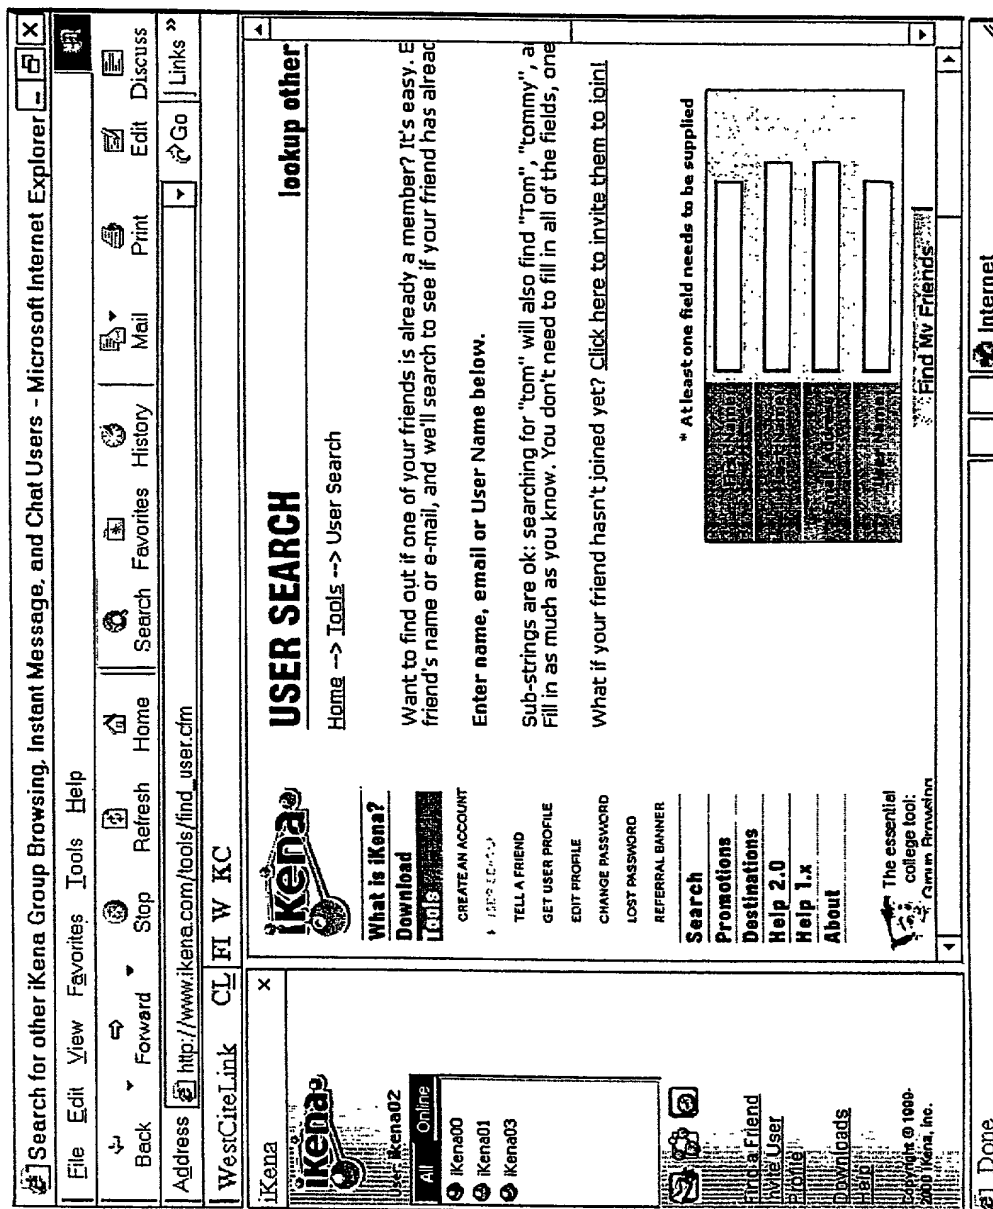 Search for other iKena Group Browsing, Instant Message, and Chat Users - Microsoft Internet Explorer
File Edit View Favorites Tools Help
Back Forward Stop Refresh Home Search Favorites History Mail Print Edit Discuss
Address http://www.ikena.com/tools/find_user.cfm Go Links »
WestCiteLink CL FI W KC
iKena
iKena
User: ikena02
All Online
iKena00
iKena01
iKena03
Find a Friend
Invite User
Profile
Downloads
Help
Copyright © 1999-
2000 iKena, Inc.
iKena
What is iKena?
Download
Tools
CREATE AN ACCOUNT
TELL A FRIEND
GET USER PROFILE
EDIT PROFILE
CHANGE PASSWORD
LOST PASSWORD
REFERRAL BANNER
Search
Promotions
Destinations
Help 2.0
Help 1.x
About
The essential
college tool:
Group Browsing
USER SEARCH lookup other
Home --> Tools --> User Search
Want to find out if one of your friends is already a member? It's easy. E
friend's name or e-mail, and we'll search to see if your friend has alread
Enter name, email or User Name below.
Sub-strings are ok: searching for "tom" will also find "Tom", "tommy", a
Fill in as much as you know. You don't need to fill in all of the fields, one
What if your friend hasn't joined yet? Click here to invite them to join!
* At least one field needs to be supplied
First Name
Last Name
Email Address
User Name
Find My Friends
Done Internet